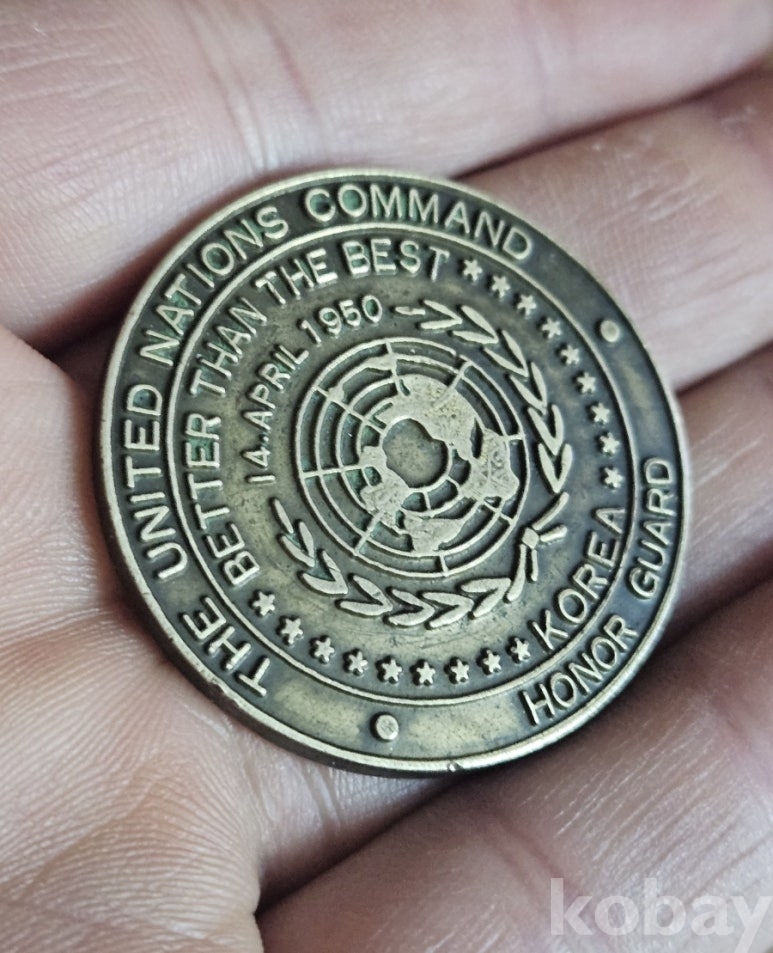 THE UNITED NATIONS COMMAND
HONOR GUARD
BETTER THAN THE BEST
KOREA
14 APRIL 1950
kobay